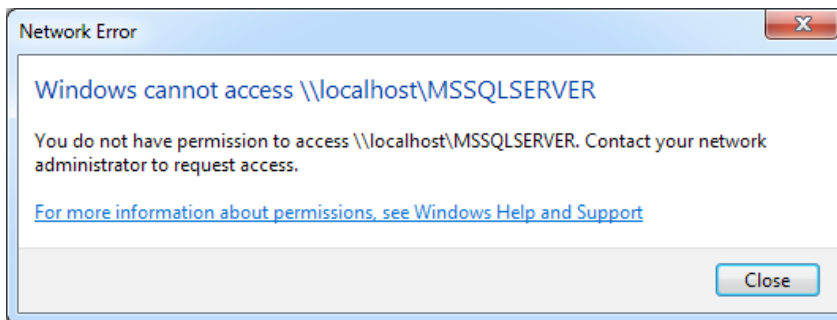 Network Error
Windows cannot access \\localhost\MSSQLSERVER
You do not have permission to access \\localhost\MSSQLSERVER. Contact your network
administrator to request access.
For more information about permissions, see Windows Help and Support
Close